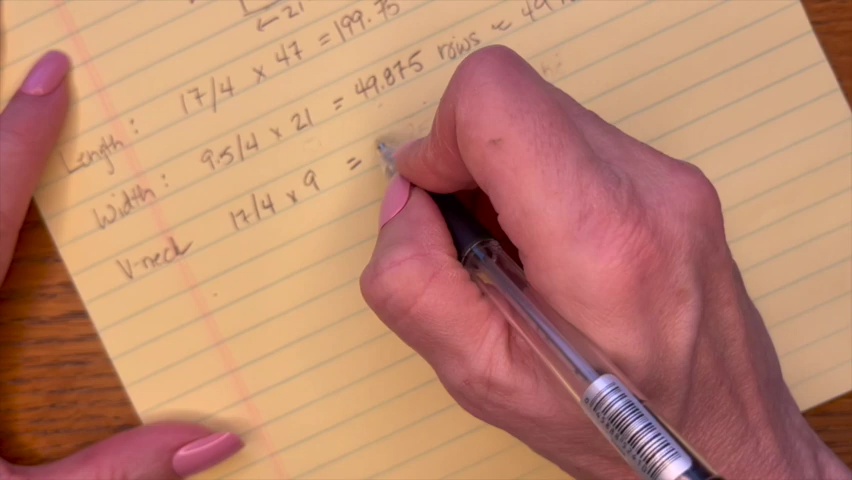 ← 21
Length: 17/4 x 47 = 199.75
Width: 9.5/4 x 21 = 49.875 rows ~ 49
V-neck 17/4 x 9 =